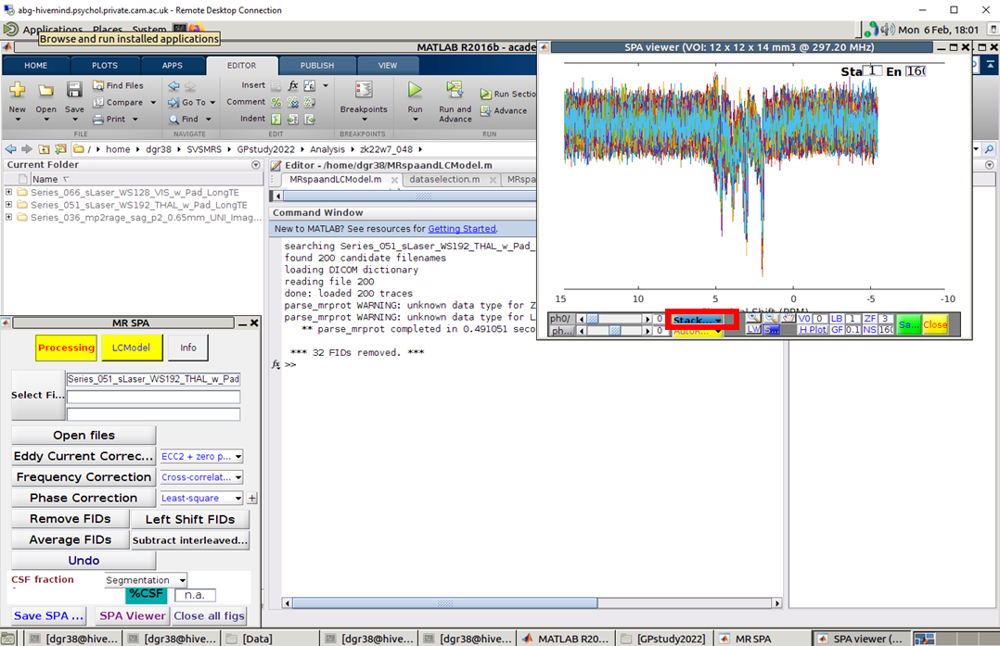 abg-hivemind.psychol.private.cam.ac.uk - Remote Desktop Connection
Applications Places System
Mon 6 Feb, 18:01
Browse and run installed applications
MATLAB R2016b - acade
SPA viewer (VOI: 12 x 12 x 14 mm3 @ 297.20 MHz)
HOME PLOTS APPS EDITOR PUBLISH VIEW
Sta 1 En 160
New Open Save
Find Files
Compare
Print
Go To
Find
Insert fx
Comment
Indent
Breakpoints
Run
Run and Advance
Run Sectio
Advance
FILE NAVIGATE EDIT BREAKPOINTS RUN
/ home dgr38 SVSMRS GPstudy2022 Analysis zk22w7_048
Current Folder
Name
Series_066_sLaser_WS128_VIS_w_Pad_LongTE
Series_051_sLaser_WS192_THAL_w_Pad_LongTE
Series_036_mp2rage_sag_p2_0.65mm_UNI_Imag...
Editor - /home/dgr38/MRspaandLCModel.m
MRspaandLCModel.m dataselection.m MRspa
Command Window
New to MATLAB? See resources for Getting Started.
searching Series_051_sLaser_WS192_THAL_w_Pad_
found 200 candidate filenames
loading DICOM dictionary
reading file 200
done: loaded 200 traces
parse_mrprot WARNING: unknown data type for Z
parse_mrprot WARNING: unknown data type for L
** parse_mrprot completed in 0.491051 seco
*** 32 FIDs removed. ***
fx >>
15 10 5 0 -5 -10
Shift (PPM)
ph0/ 0 Stack... V0 0 LB 1 ZF 3
ph... 0 AutoR... LW S... H Plot GF 0.1 NS 160
Sa... Close
MR SPA
Processing LCModel Info
Select Fi...
Series_051_sLaser_WS192_THAL_w_Pad
Open files
Eddy Current Correc... ECC2 + zero p...
Frequency Correction Cross-correlat...
Phase Correction Least-square +
Remove FIDs Left Shift FIDs
Average FIDs Subtract interleaved...
Undo
CSF fraction Segmentation
%CSF n.a.
Save SPA ... SPA Viewer Close all figs
[dgr38@hive... [dgr38@hive... [Data] [dgr38@hive... [dgr38@hive... MATLAB R20... [GPstudy2022] MR SPA SPA viewer (...